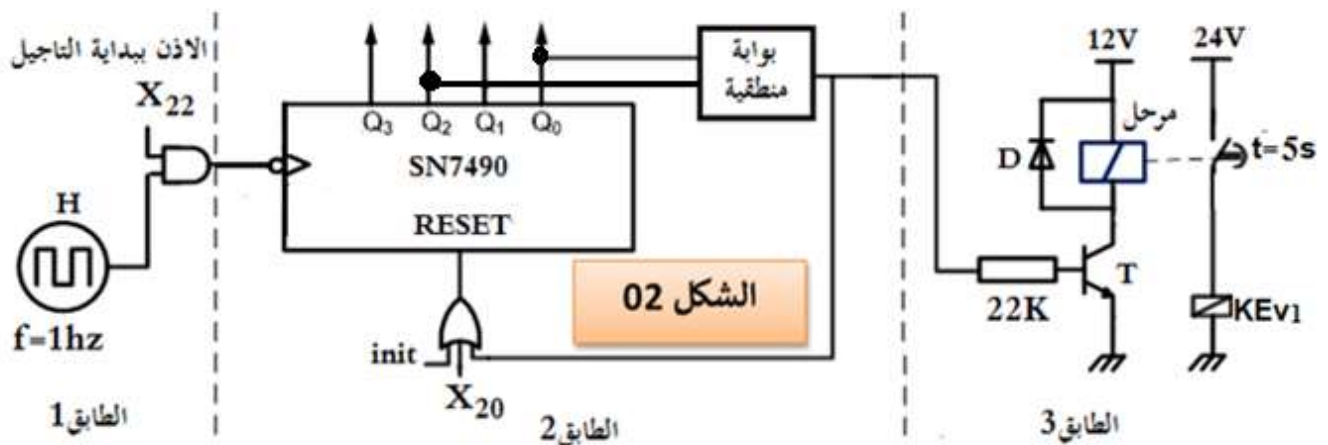 الاذن ببداية التاجيل
X22
H
f=1hz
الطابق1
Q3 Q2 Q1 Q0
SN7490
RESET
init
X20
الشكل 02
الطابق2
بوابة
منطقية
12V
24V
مرحل
D
t=5s
T
22K
KEv1
الطابق3